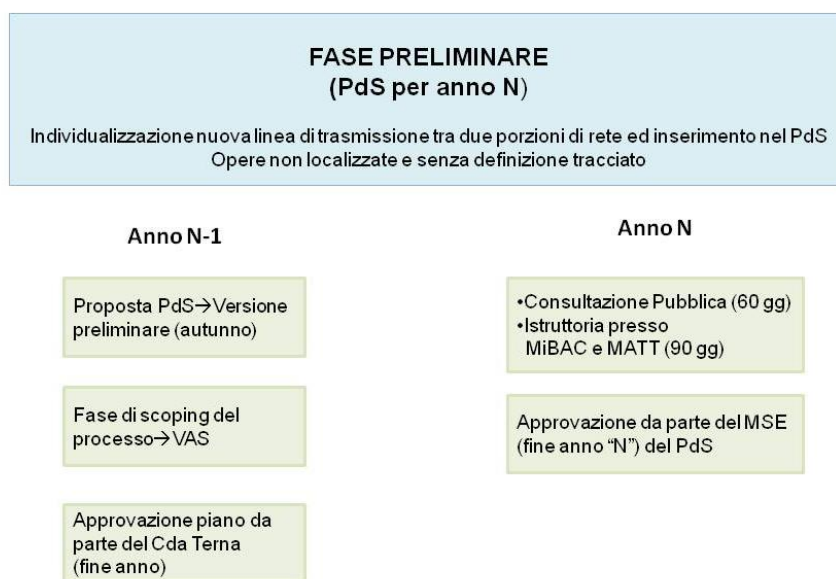 FASE PRELIMINARE
(PdS per anno N)
Individualizzazione nuova linea di trasmissione tra due porzioni di rete ed inserimento nel PdS
Opere non localizzate e senza definizione tracciato
Anno N-1
Proposta PdS→Versione
preliminare (autunno)
Fase di scoping del
processo→VAS
Approvazione piano da
parte del Cda Terna
(fine anno)
Anno N
•Consultazione Pubblica (60 gg)
•Istruttoria presso
MiBAC e MATT (90 gg)
Approvazione da parte del MSE
(fine anno “N”) del PdS